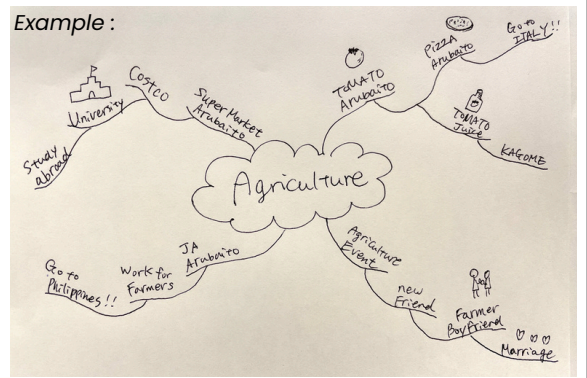 Example :
Agriculture
Super Market
Arubaito
Costco
University
Study
abroad
TOMATO
Arubaito
PIZZA
Arubaito
Go to
ITALY!!
TOMATO
Juice
KAGOME
JA
Arubaito
Work for
Farmers
Go to
Philippines!!
Agriculture
Event
new
Friend
Farmer
Boyfriend
Marriage